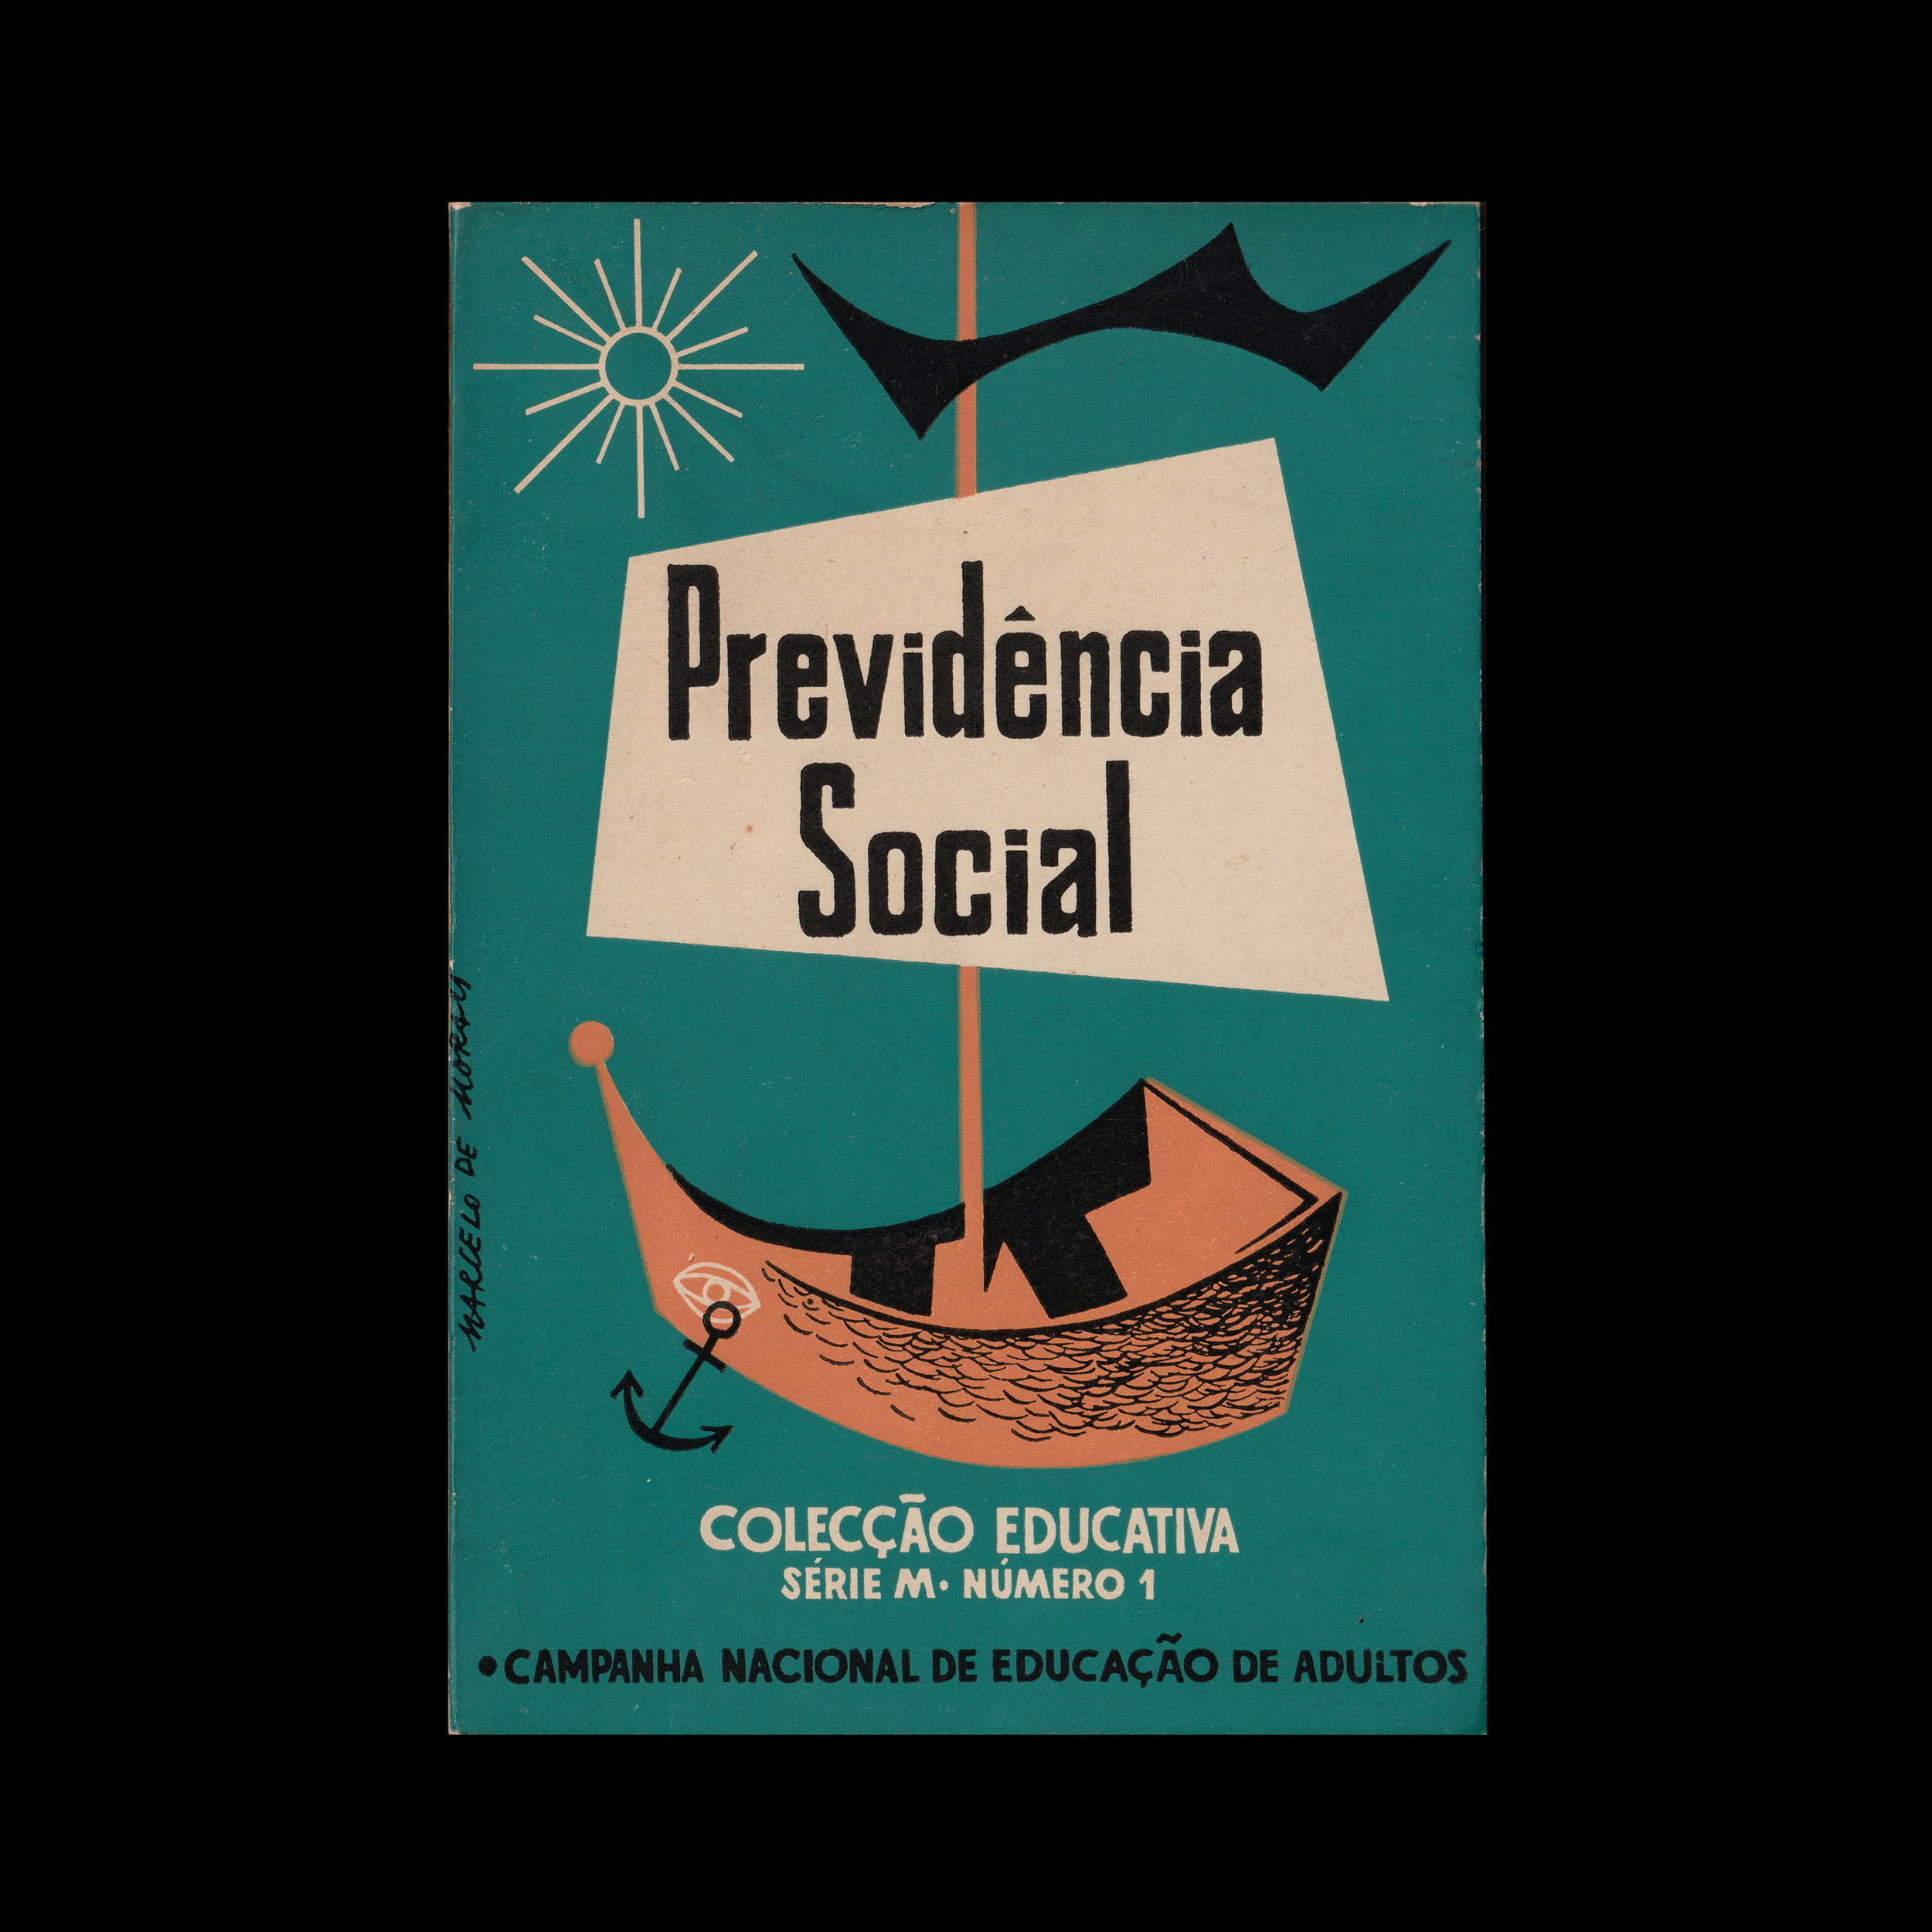 Previdência
Social
MARCELO DE MORAIS
COLECÇÃO EDUCATIVA
SÉRIE M· NÚMERO 1
•CAMPANHA NACIONAL DE EDUCAÇÃO DE ADULTOS